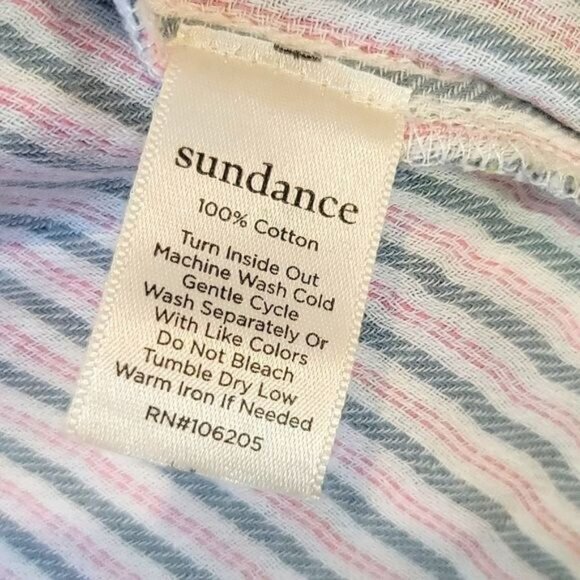 sundance
100% Cotton
Turn Inside Out
Machine Wash Cold
Gentle Cycle
Wash Separately Or
With Like Colors
Do Not Bleach
Tumble Dry Low
Warm Iron If Needed
RN#106205